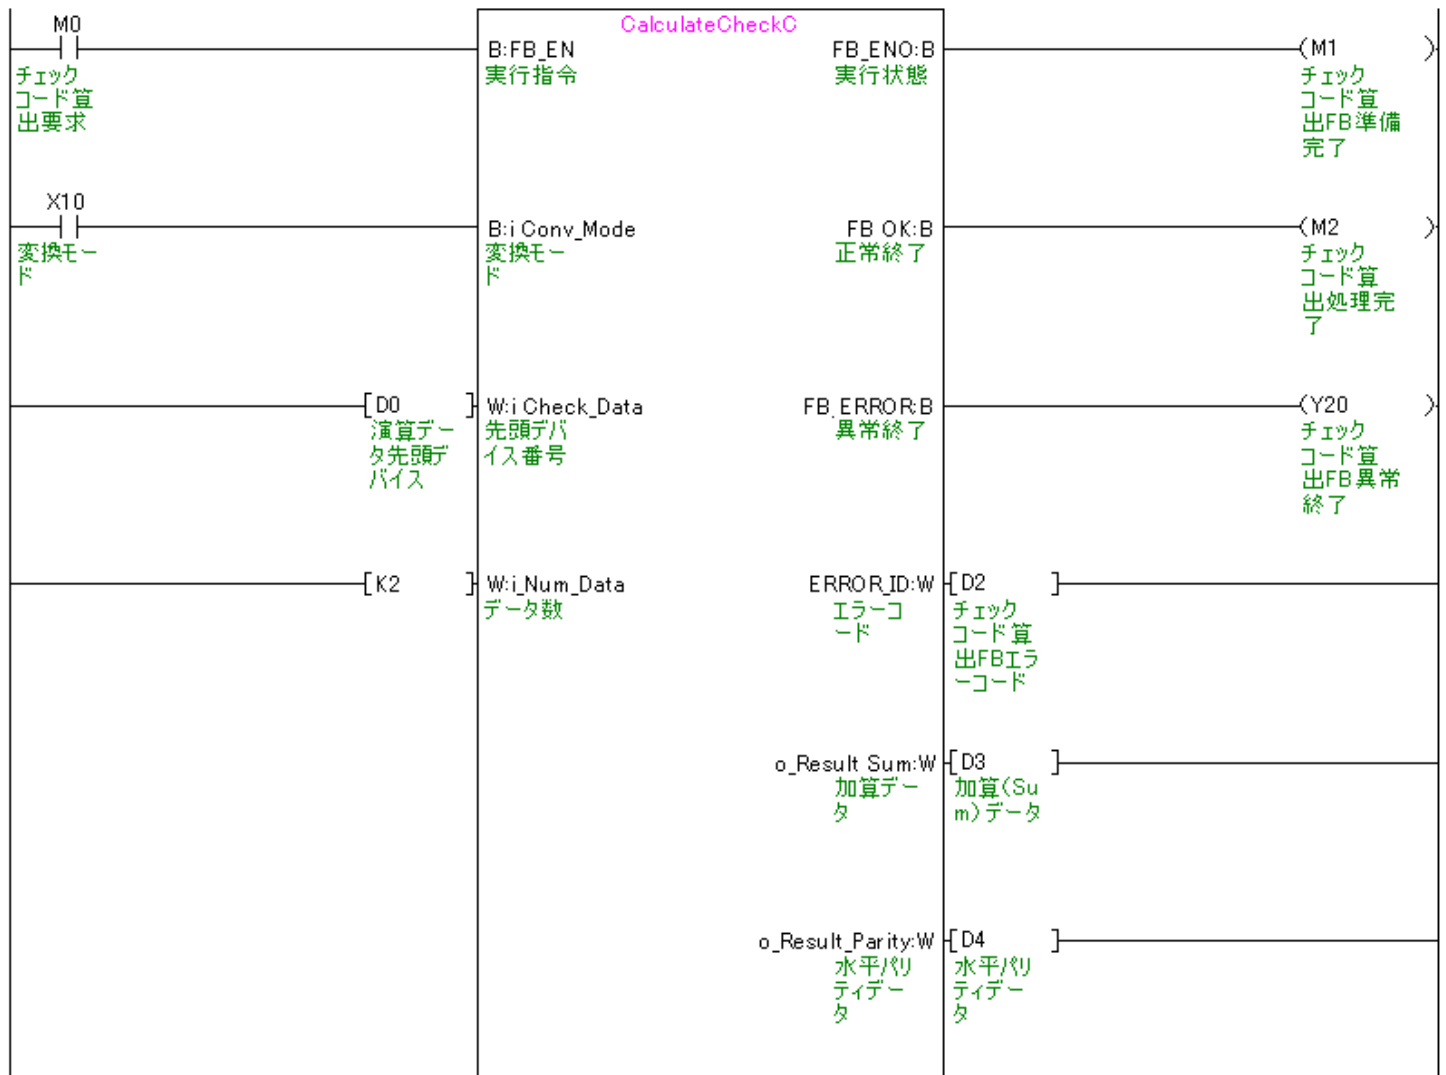 CalculateCheckC
M0
チェック
コード算
出要求
B:FB_EN
実行指令
FB_ENO:B
実行状態
(M1 )
チェック
コード算
出FB準備
完了
X10
変換モー
ド
B:i Conv_Mode
変換モー
ド
FB OK:B
正常終了
(M2 )
チェック
コード算
出処理完
了
[D0 ]
演算デー
タ先頭デ
バイス
W:i Check_Data
先頭デバ
イス番号
FB_ERROR:B
異常終了
(Y20 )
チェック
コード算
出FB異常
終了
[K2 ]
W:i_Num_Data
データ数
ERROR_ID:W
エラーコ
ード
[D2 ]
チェック
コード算
出FBエラ
ーコード
o_Result Sum:W
加算デー
タ
[D3 ]
加算(Su
m)データ
o_Result_Parity:W
水平パリ
ティデー
タ
[D4 ]
水平パリ
ティデー
タ